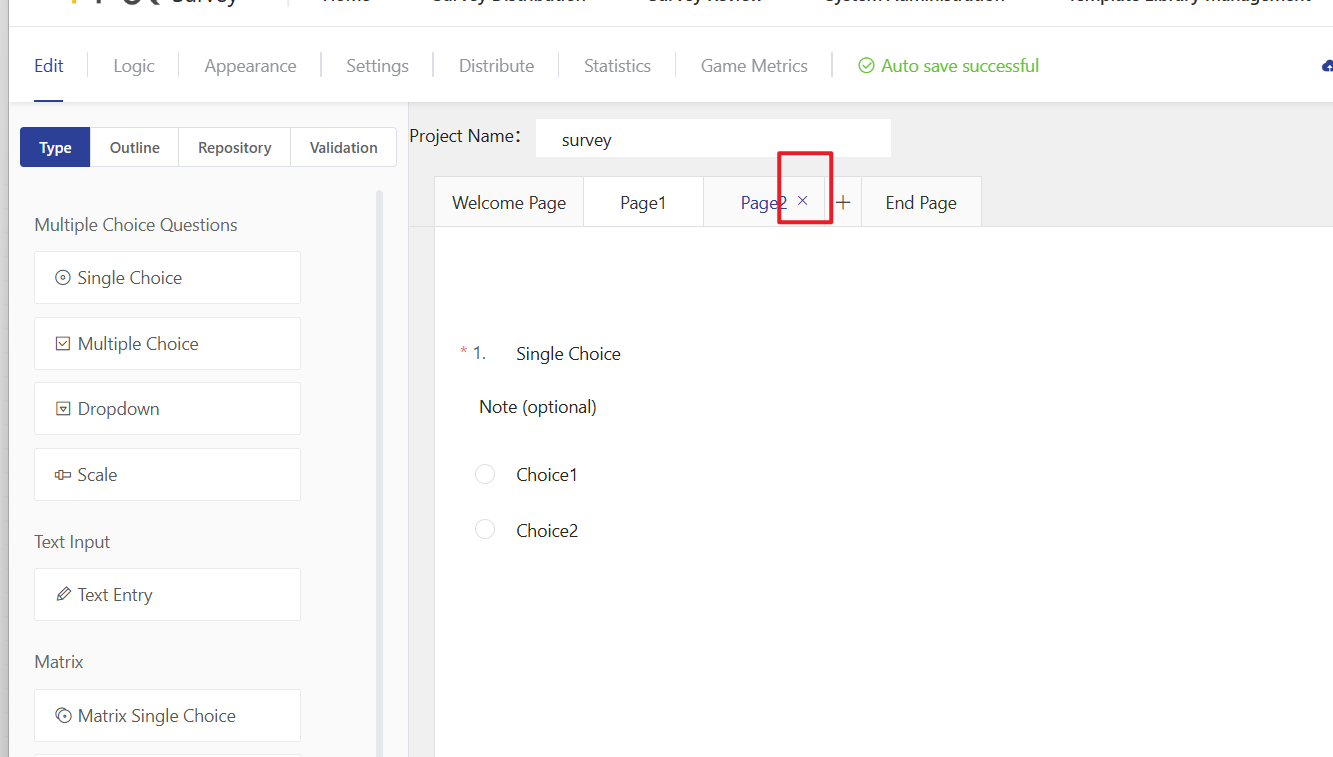 Survey Home Survey Distribution Survey Review System Administration Template Library Management
Edit Logic Appearance Settings Distribute Statistics Game Metrics Auto save successful
Type Outline Repository Validation
Project Name: survey
Welcome Page Page1 Page2 × + End Page
Multiple Choice Questions
Single Choice
Multiple Choice
Dropdown
Scale
Text Input
Text Entry
Matrix
Matrix Single Choice
* 1. Single Choice
Note (optional)
Choice1
Choice2